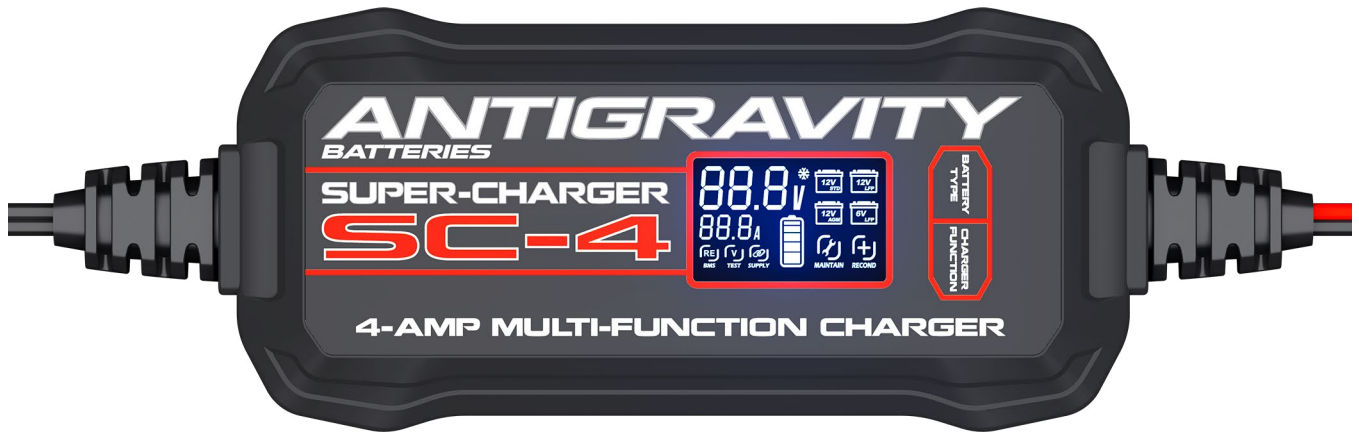 ANTIGRAVITY
BATTERIES
SUPER-CHARGER
SC-4
88.8V
88.8A
12V STD
12V LFP
12V AGM
6V LFP
RE
V
BMS
TEST
SUPPLY
MAINTAIN
RECOND
BATTERY
TYPE
CHARGER
FUNCTION
4-AMP MULTI-FUNCTION CHARGER